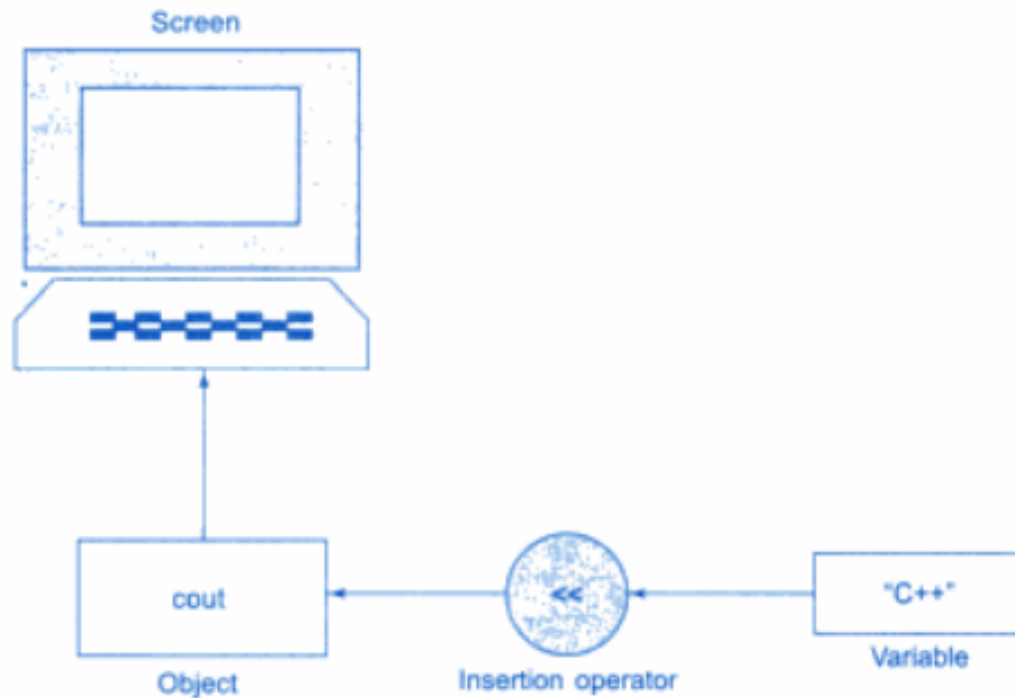 Screen
cout
<<
"C++"
Object
Insertion operator
Variable